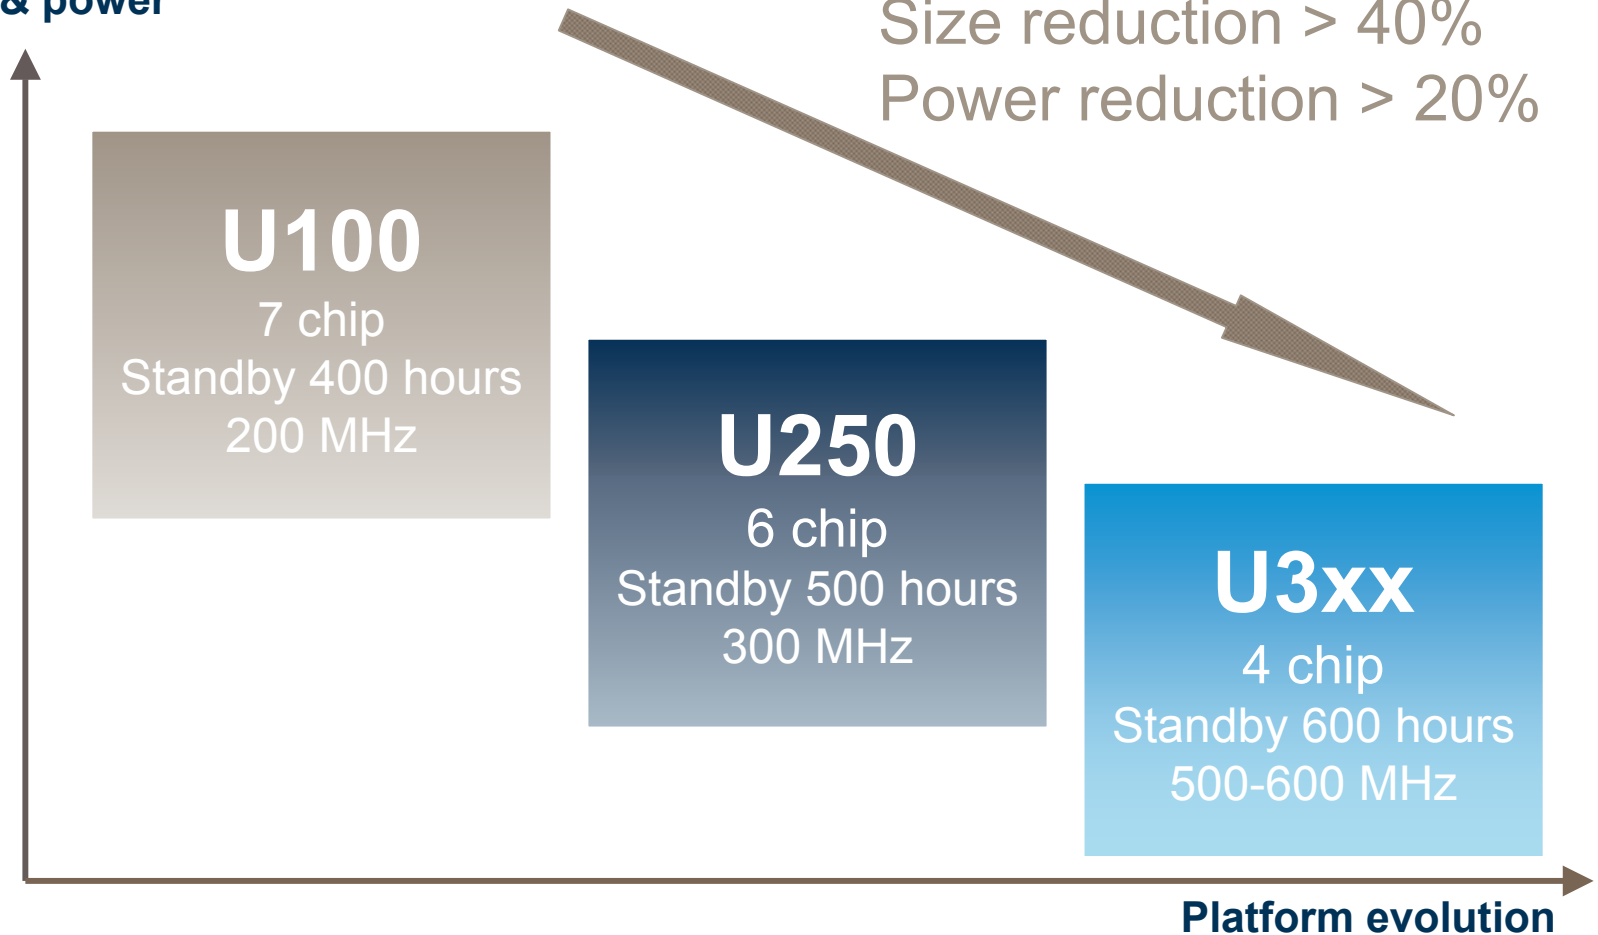 & power
Size reduction > 40%
Power reduction > 20%
U100
7 chip
Standby 400 hours
200 MHz
U250
6 chip
Standby 500 hours
300 MHz
U3xx
4 chip
Standby 600 hours
500-600 MHz
Platform evolution